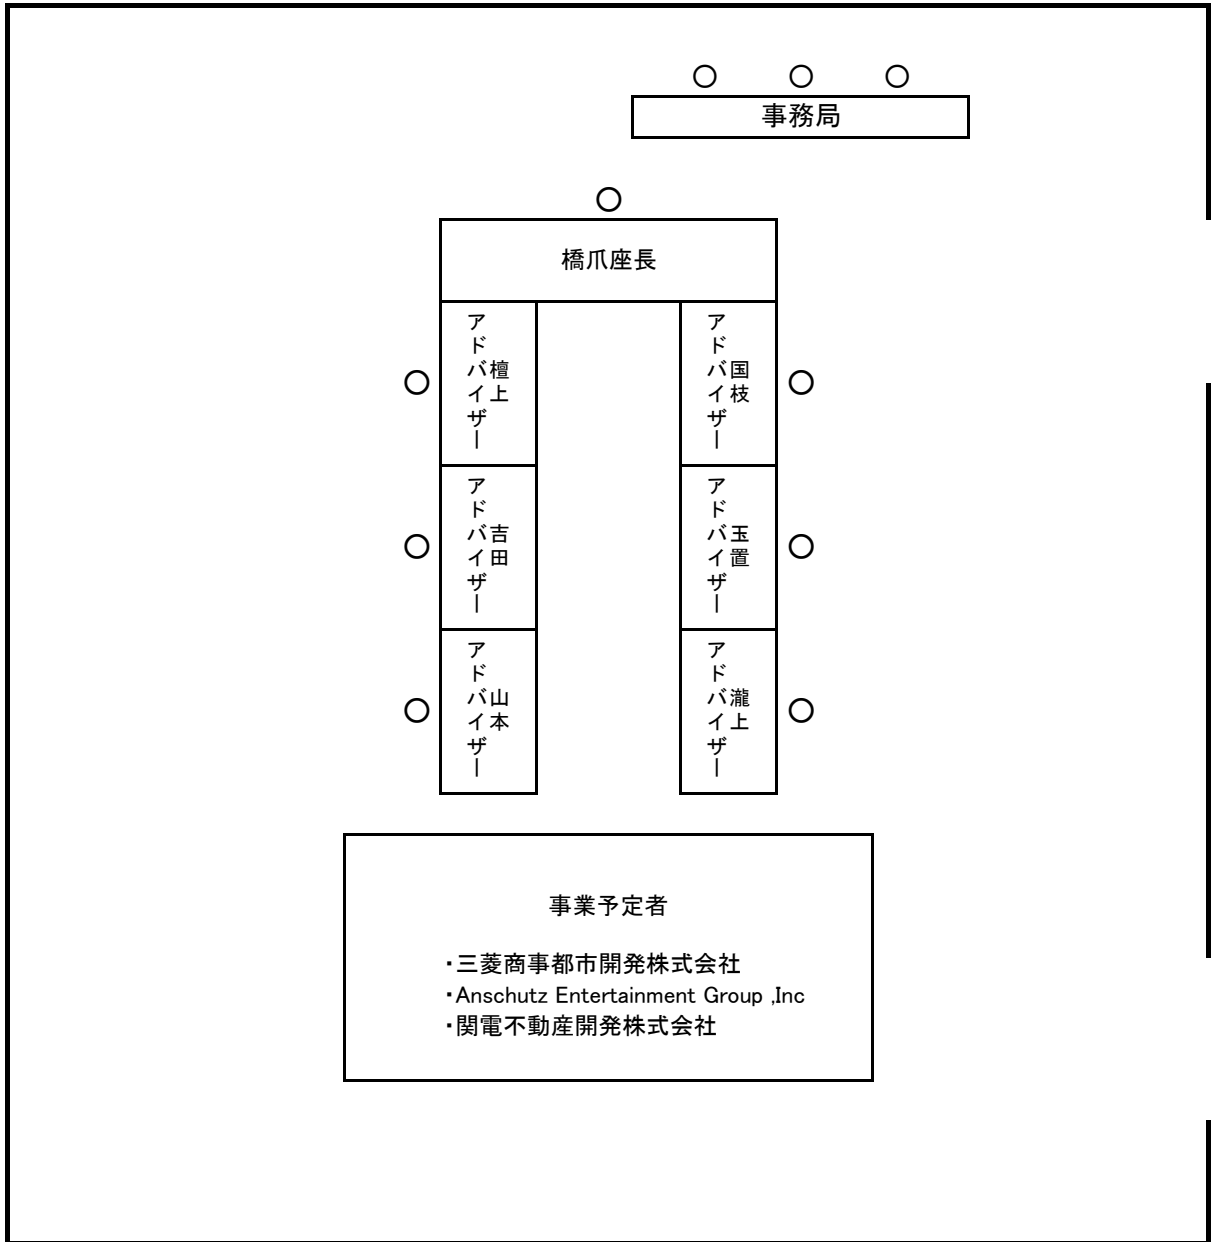 事務局
橋爪座長
檀上
アドバイザー
国枝
アドバイザー
吉田
アドバイザー
玉置
アドバイザー
山本
アドバイザー
瀧上
アドバイザー
事業予定者
・三菱商事都市開発株式会社
・Anschutz Entertainment Group ,Inc
・関電不動産開発株式会社